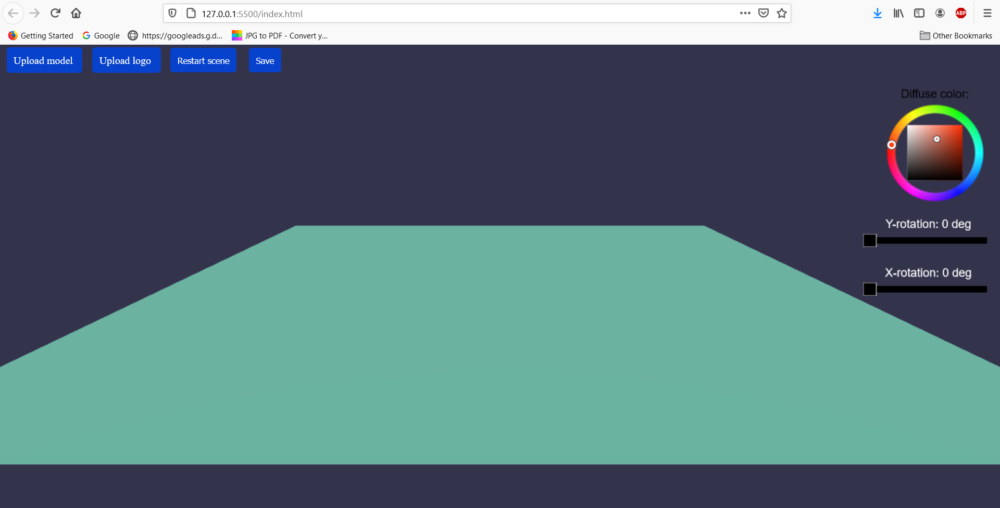 127.0.0.1:5500/index.html
ABP
Getting Started Google https://googleads.g.d... JPG to PDF - Convert y... Other Bookmarks
Upload model Upload logo Restart scene Save
Diffuse color:
Y-rotation: 0 deg
X-rotation: 0 deg